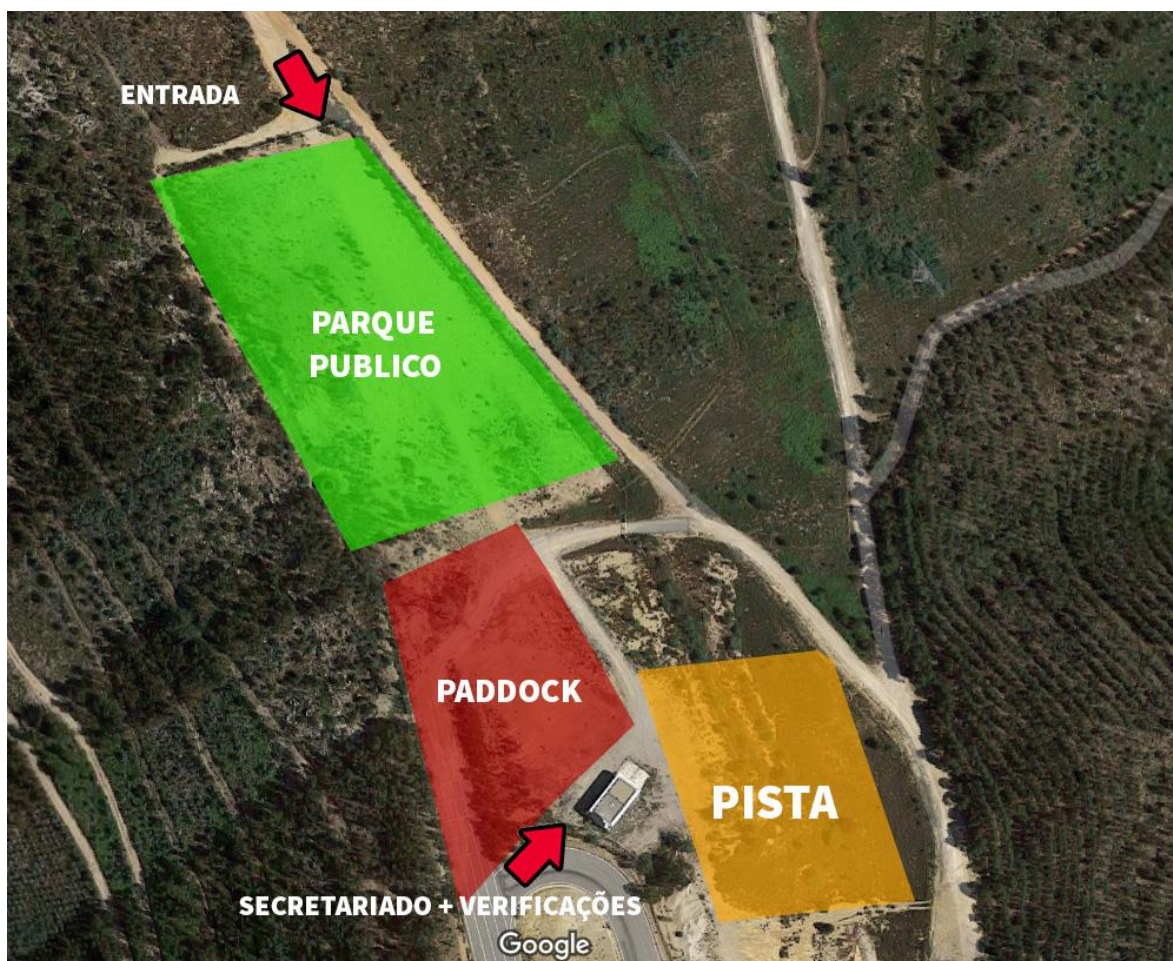 ENTRADA
PARQUE
PUBLICO
PADDOCK
PISTA
SECRETARIADO + VERIFICAÇÕES
Google